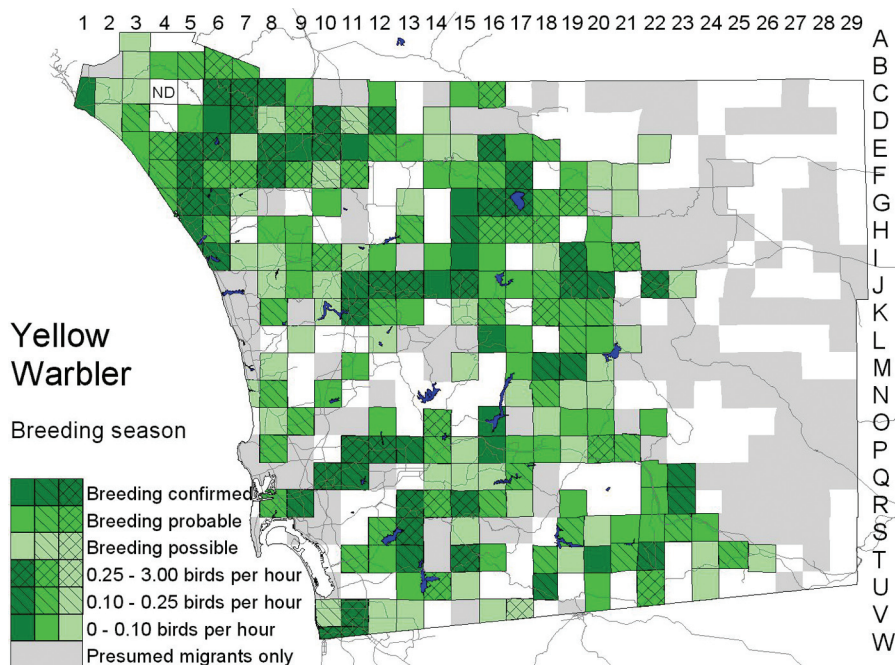 1 2 3 4 5 6 7 8 9 10 11 12 13 14 15 16 17 18 19 20 21 22 23 24 25 26 27 28 29
A
B
C
D
E
F
G
H
I
J
K
L
M
N
O
P
Q
R
S
T
U
V
W
ND
Yellow
Warbler
Breeding season
Breeding confirmed
Breeding probable
Breeding possible
0.25 - 3.00 birds per hour
0.10 - 0.25 birds per hour
0 - 0.10 birds per hour
Presumed migrants only